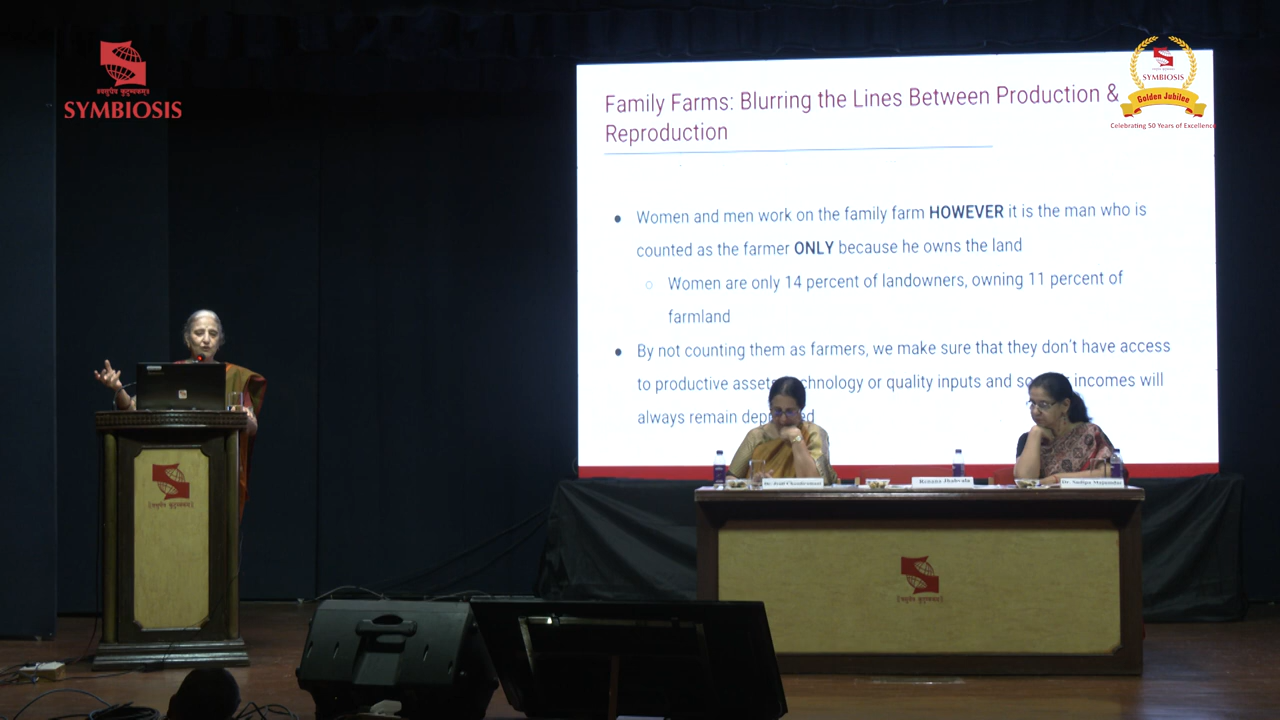 SYMBIOSIS
SYMBIOSIS
Golden Jubilee
Celebrating 50 Years of Excellence
Family Farms: Blurring the Lines Between Production &
Reproduction
Women and men work on the family farm HOWEVER it is the man who is
counted as the farmer ONLY because he owns the land
Women are only 14 percent of landowners, owning 11 percent of
farmland
By not counting them as farmers, we make sure that they don't have access
to productive assets technology or quality inputs and so incomes will
always remain
Renana Jhabvala